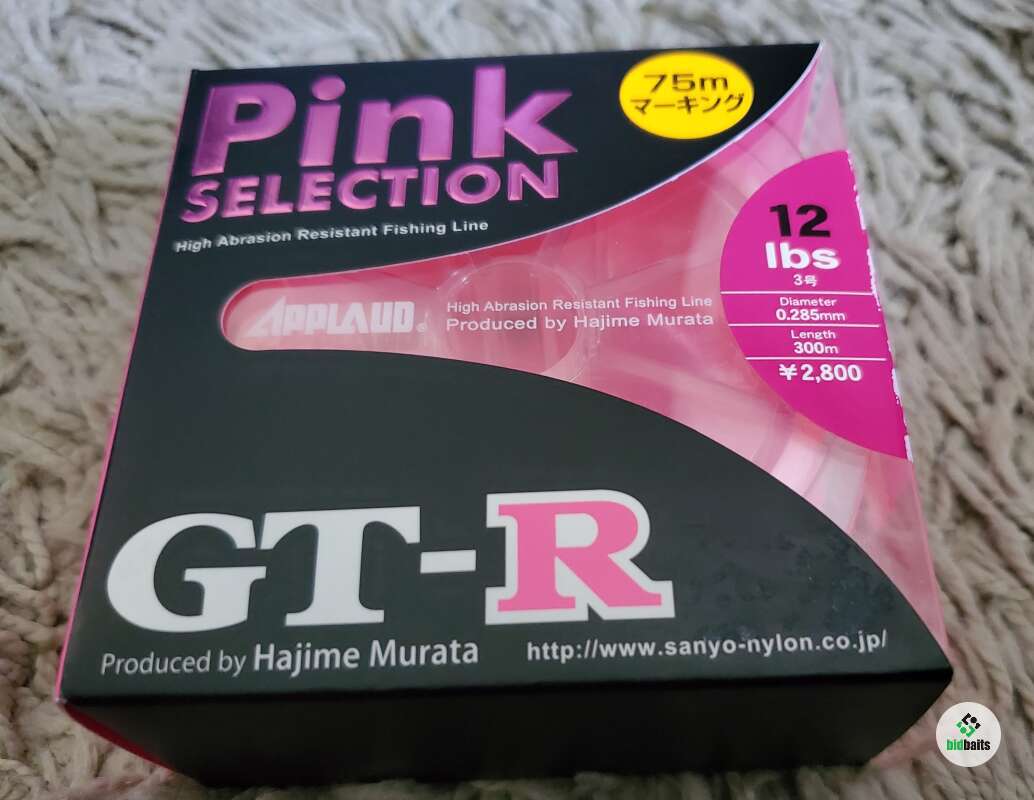 Pink
SELECTION
High Abrasion Resistant Fishing Line
75m
マーキング
12
lbs
3号
Diameter
0.285mm
Length
300m
¥2,800
APPLAUD®
High Abrasion Resistant Fishing Line
Produced by Hajime Murata
GT-R
Produced by Hajime Murata
http://www.sanyo-nylon.co.jp/
bidbaits